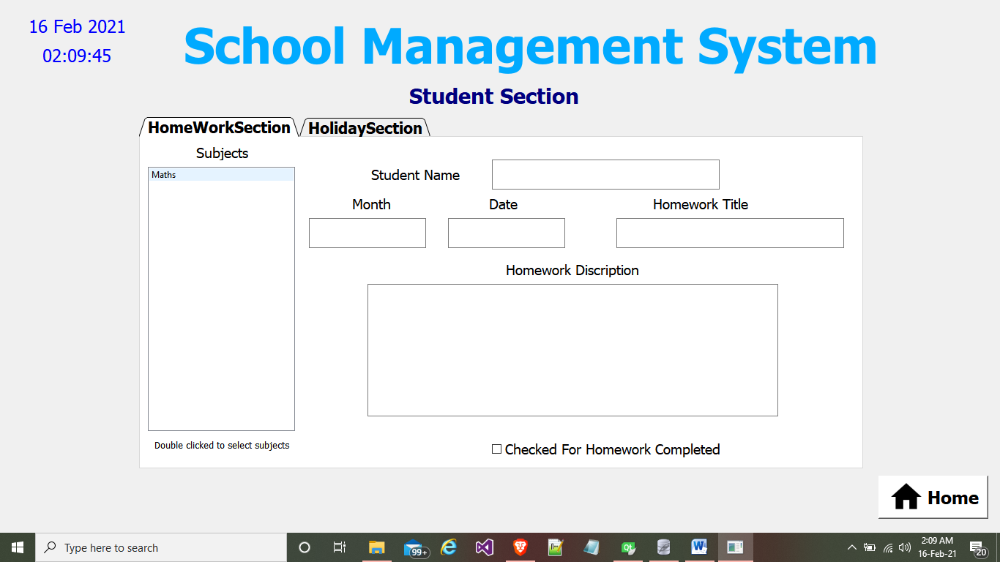 16 Feb 2021
02:09:45
School Management System
Student Section
HomeWorkSection
HolidaySection
Subjects
Maths
Student Name
Month
Date
Homework Title
Homework Discription
Double clicked to select subjects
Checked For Homework Completed
Home
Type here to search
99+
2:09 AM
16-Feb-21
20